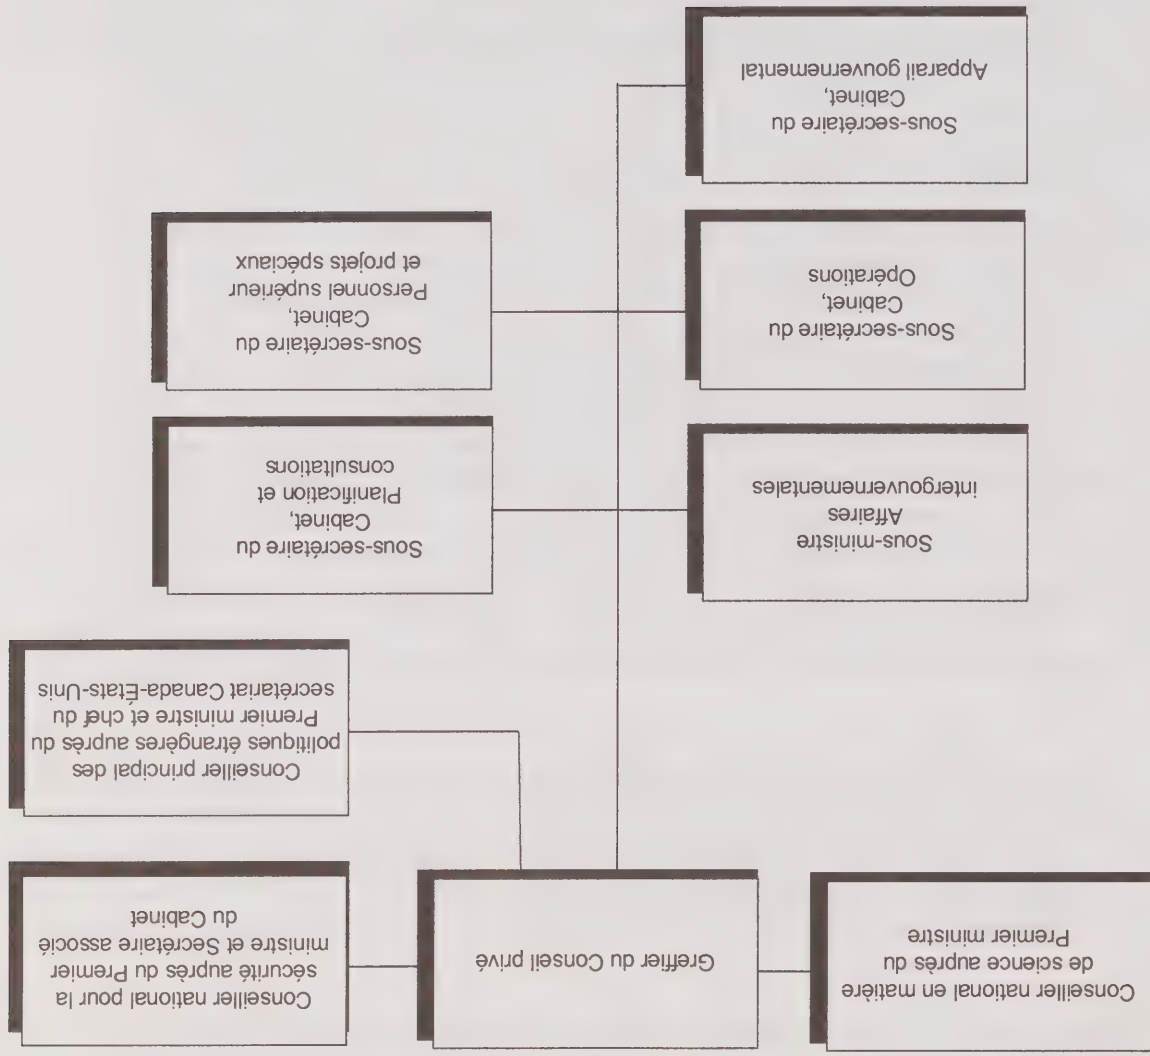 Conseiller national en matière
de science auprès du
Premier ministre
Greffier du Conseil privé
Conseiller national pour la
sécurité auprès du Premier
ministre et Secrétaire associé
du Cabinet
Conseiller principal des
politiques étrangères auprès du
Premier ministre et chef du
secrétariat Canada-États-Unis
Sous-ministre
Affaires
intergouvernementales
Sous-secrétaire du
Cabinet,
Planification et
consultations
Sous-secrétaire du
Cabinet,
Opérations
Sous-secrétaire du
Cabinet,
Personnel supérieur
et projets spéciaux
Sous-secrétaire du
Cabinet,
Apparail gouvernemental